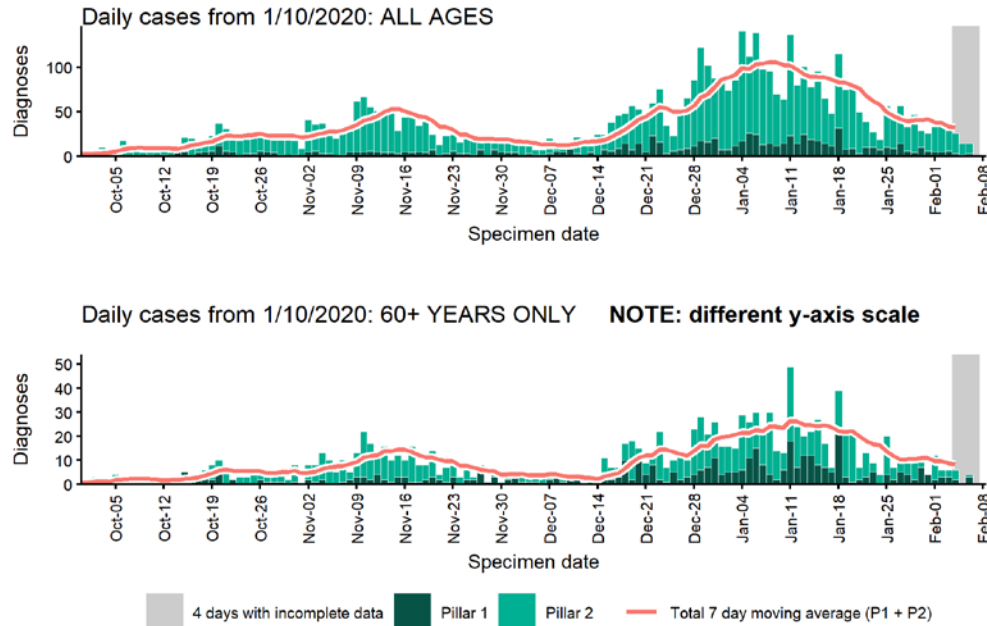 Daily cases from 1/10/2020: ALL AGES
Diagnoses
100
50
0
Oct-05 Oct-12 Oct-19 Oct-26 Nov-02 Nov-09 Nov-16 Nov-23 Nov-30 Dec-07 Dec-14 Dec-21 Dec-28 Jan-04 Jan-11 Jan-18 Jan-25 Feb-01 Feb-08
Specimen date
Daily cases from 1/10/2020: 60+ YEARS ONLY NOTE: different y-axis scale
Diagnoses
50
40
30
20
10
0
Oct-05 Oct-12 Oct-19 Oct-26 Nov-02 Nov-09 Nov-16 Nov-23 Nov-30 Dec-07 Dec-14 Dec-21 Dec-28 Jan-04 Jan-11 Jan-18 Jan-25 Feb-01 Feb-08
Specimen date
4 days with incomplete data Pillar 1 Pillar 2 Total 7 day moving average (P1 + P2)